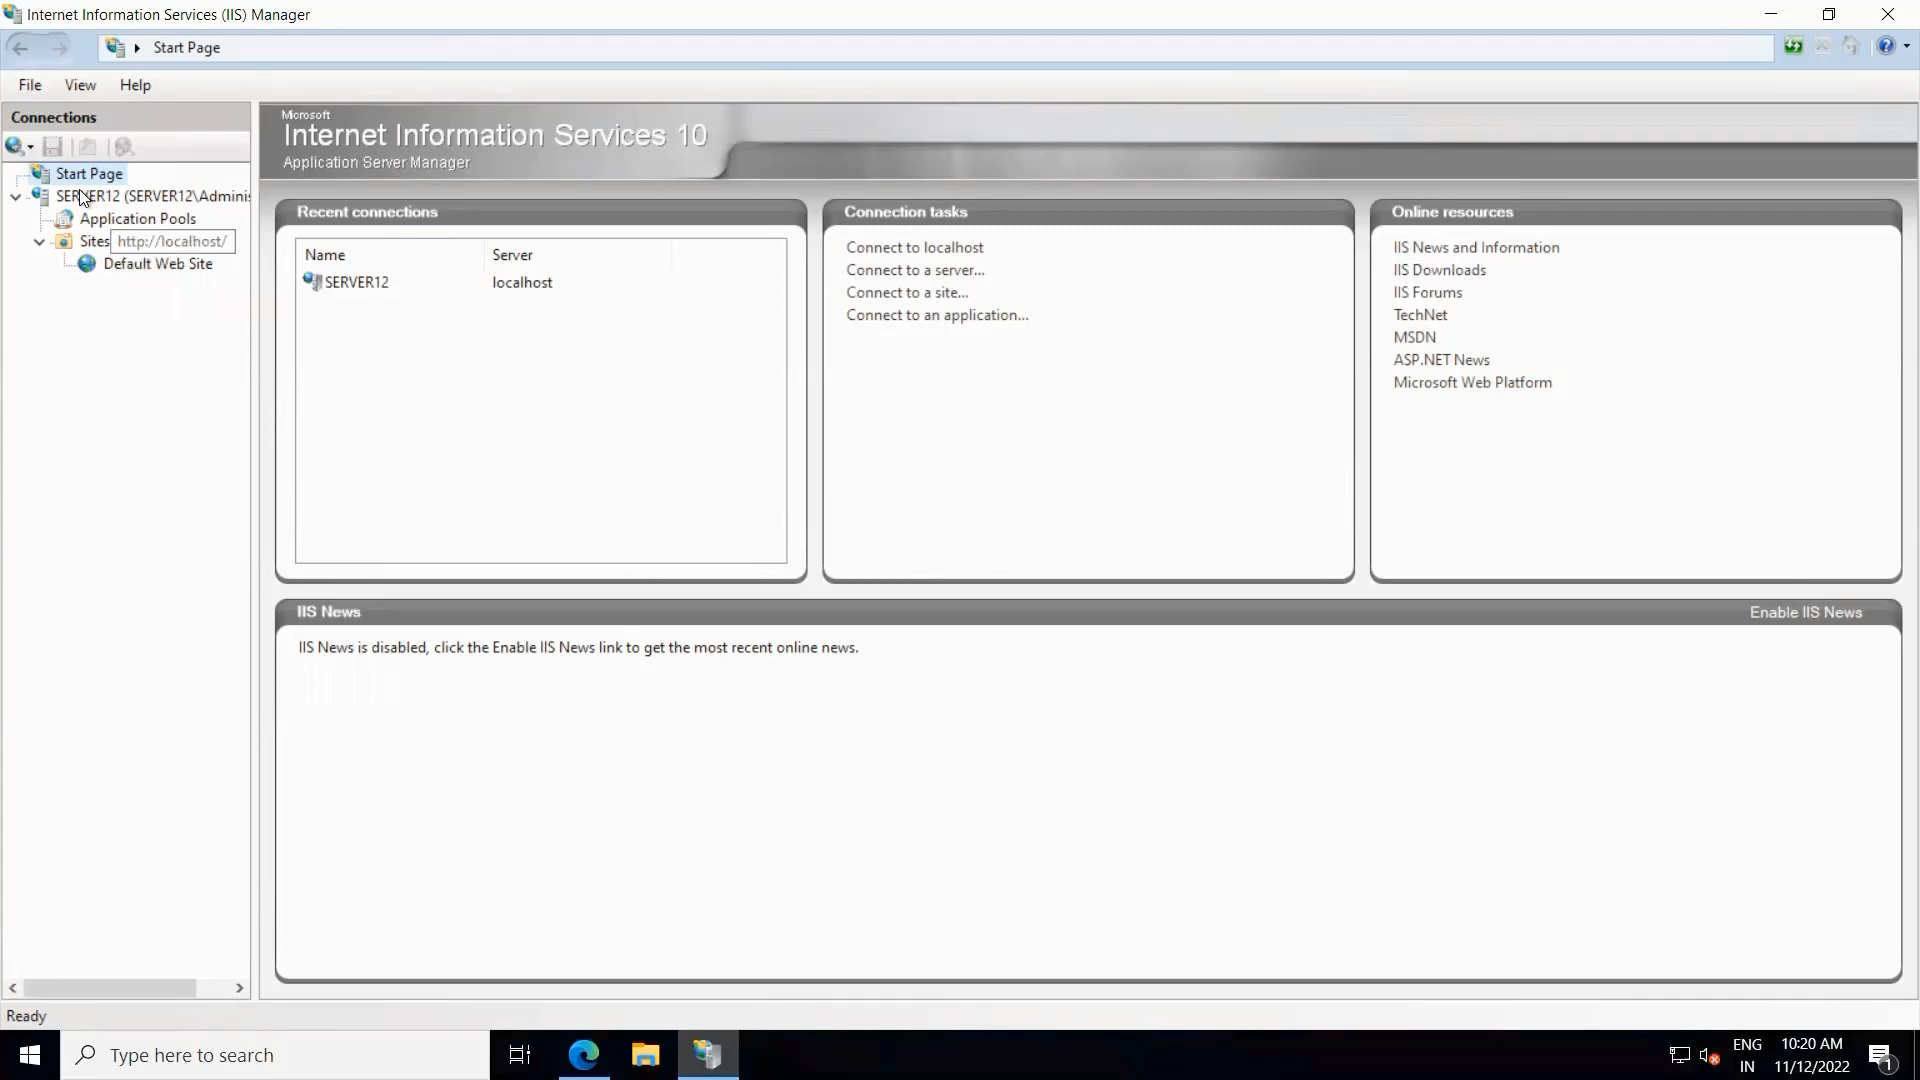 Internet Information Services (IIS) Manager
Start Page
File View Help
Connections
Start Page
SERVER12 (SERVER12\Adminis
Application Pools
Sites
http://localhost/
Default Web Site
Microsoft
Internet Information Services 10
Application Server Manager
Recent connections
Name Server
SERVER12 localhost
Connection tasks
Connect to localhost
Connect to a server...
Connect to a site...
Connect to an application...
Online resources
IIS News and Information
IIS Downloads
IIS Forums
TechNet
MSDN
ASP.NET News
Microsoft Web Platform
IIS News Enable IIS News
IIS News is disabled, click the Enable IIS News link to get the most recent online news.
Ready
Type here to search
ENG
IN
10:20 AM
11/12/2022
1